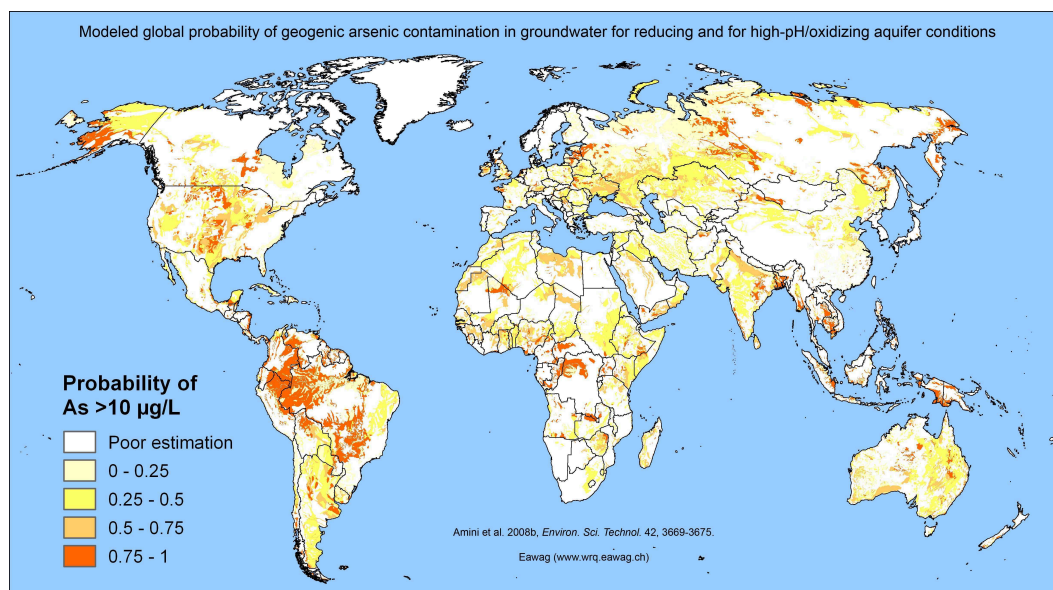 Modeled global probability of geogenic arsenic contamination in groundwater for reducing and for high-pH/oxidizing aquifer conditions
Probability of
As >10 µg/L
Poor estimation
0 - 0.25
0.25 - 0.5
0.5 - 0.75
0.75 - 1
Amini et al. 2008b, Environ. Sci. Technol. 42, 3669-3675.
Eawag (www.wrq.eawag.ch)